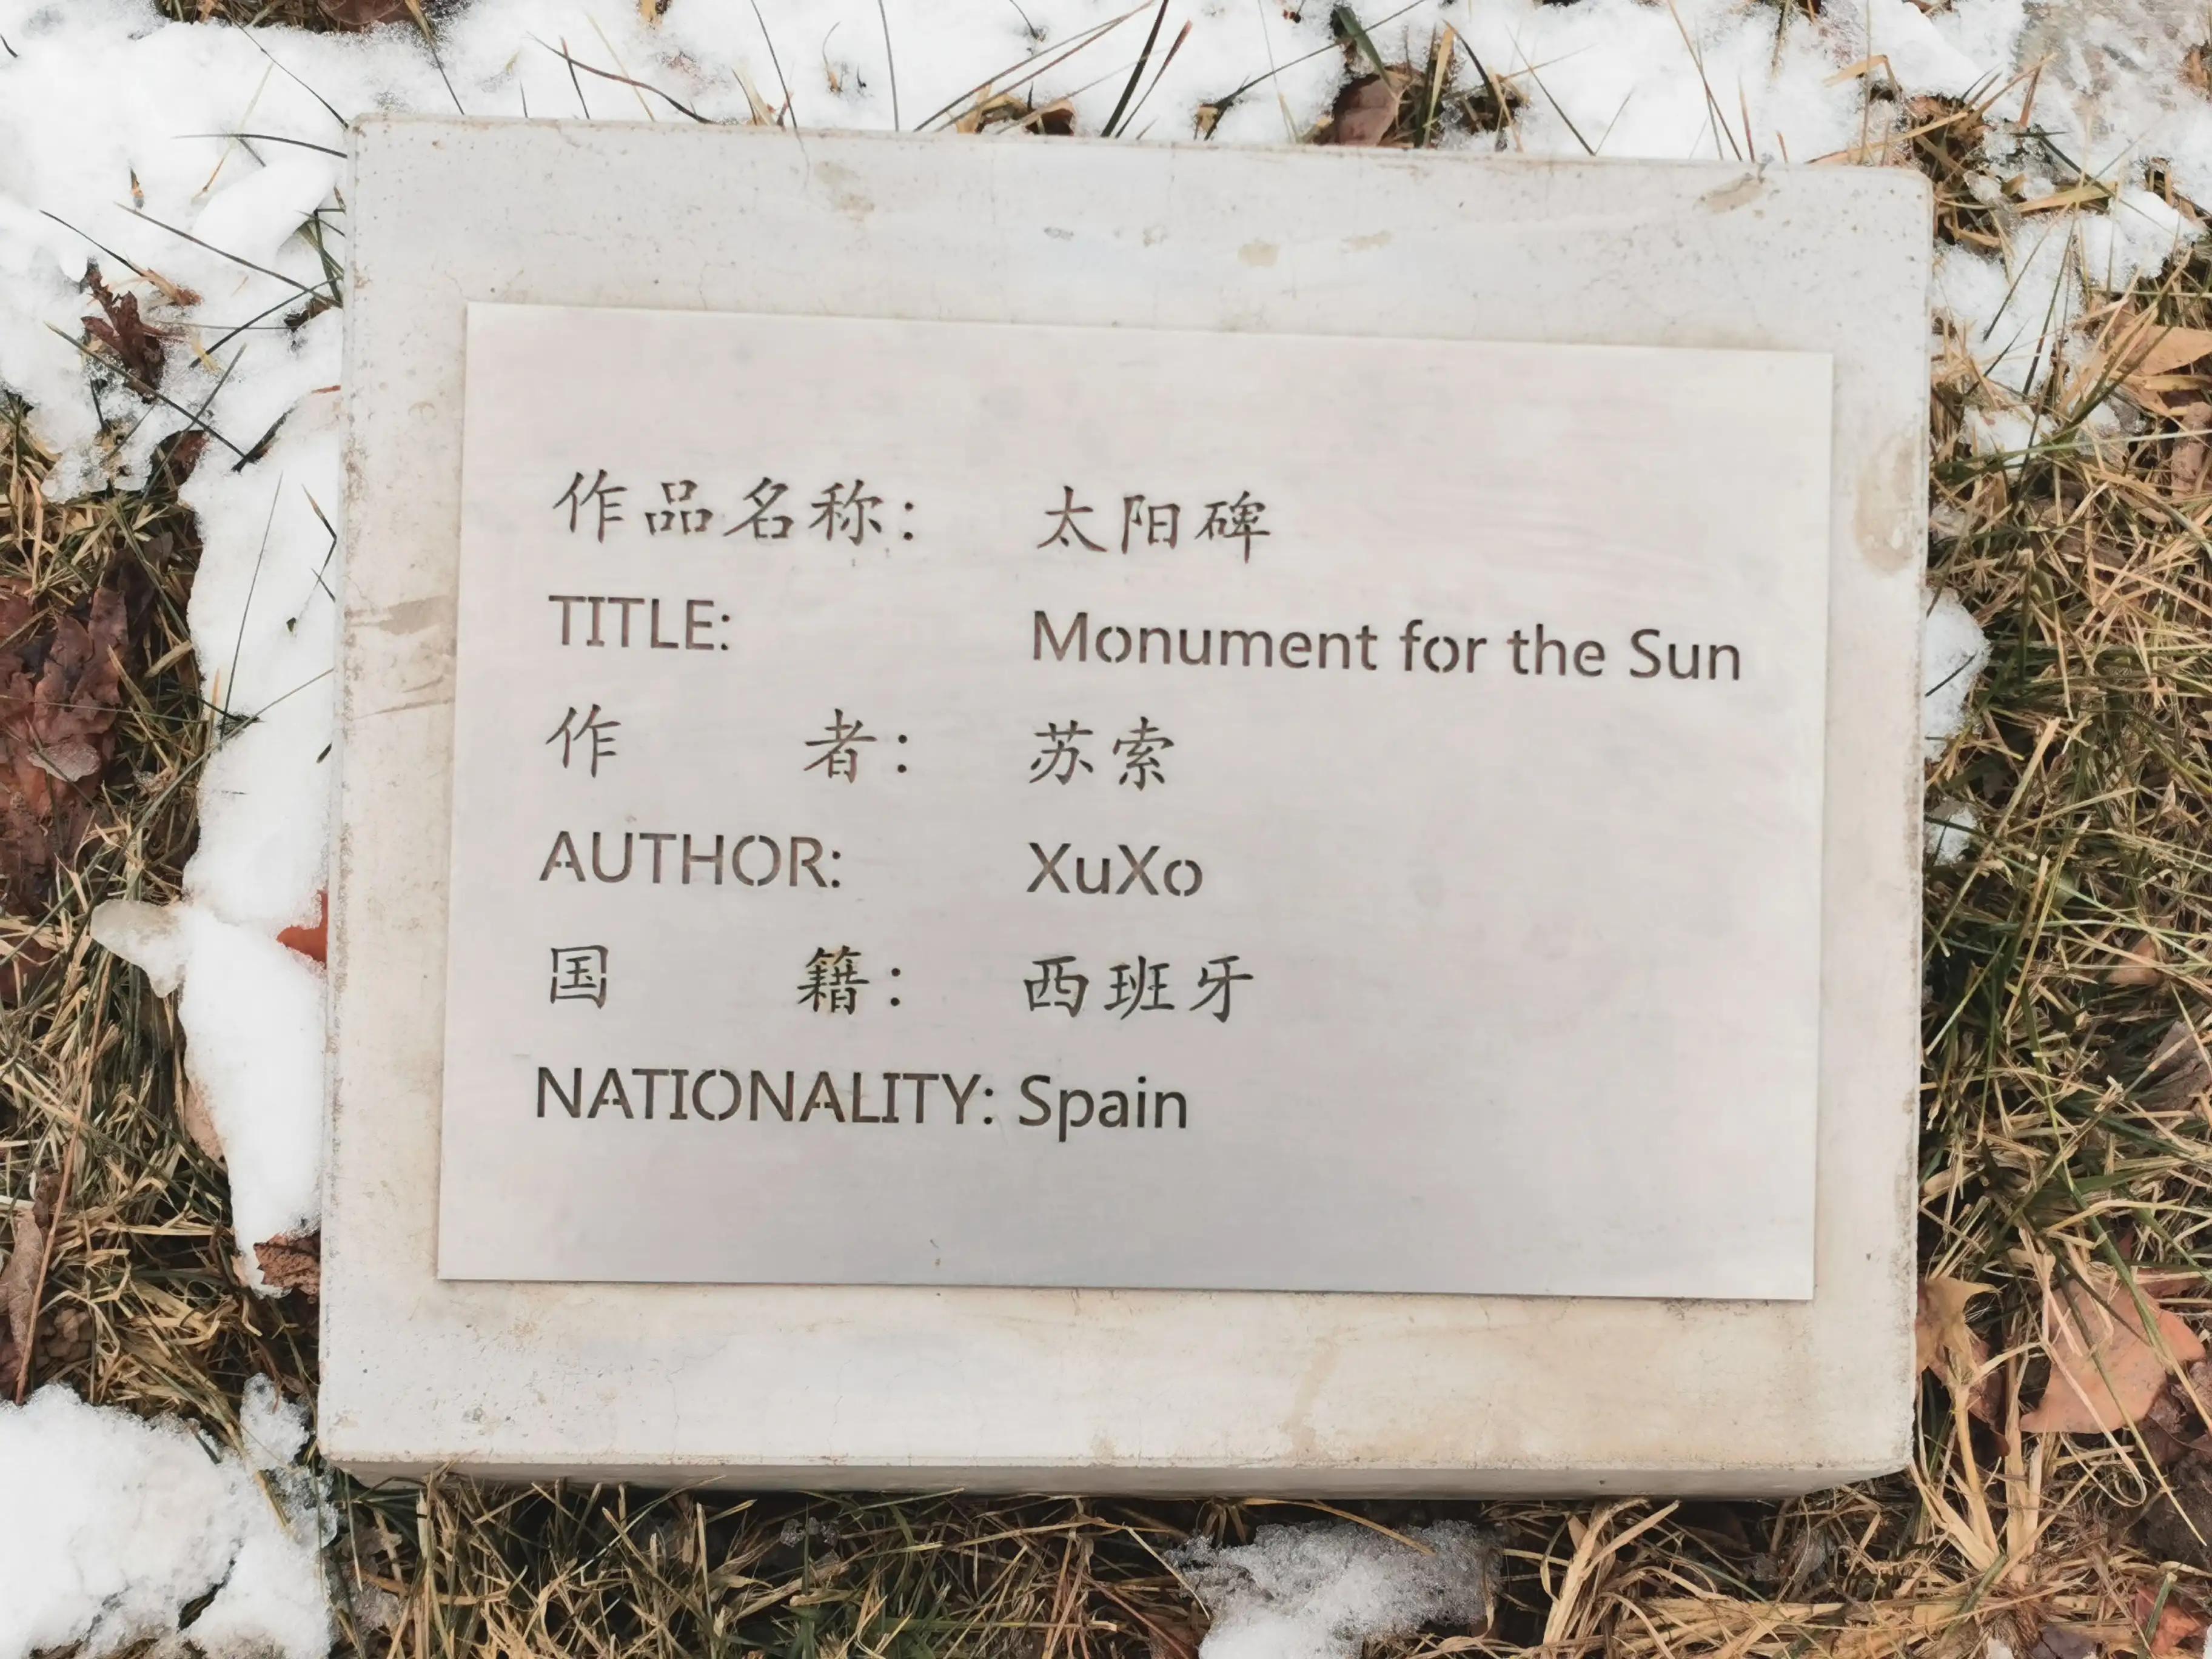 作品名称： 太阳碑
TITLE: Monument for the Sun
作 者： 苏索
AUTHOR: XuXo
国 籍： 西班牙
NATIONALITY: Spain